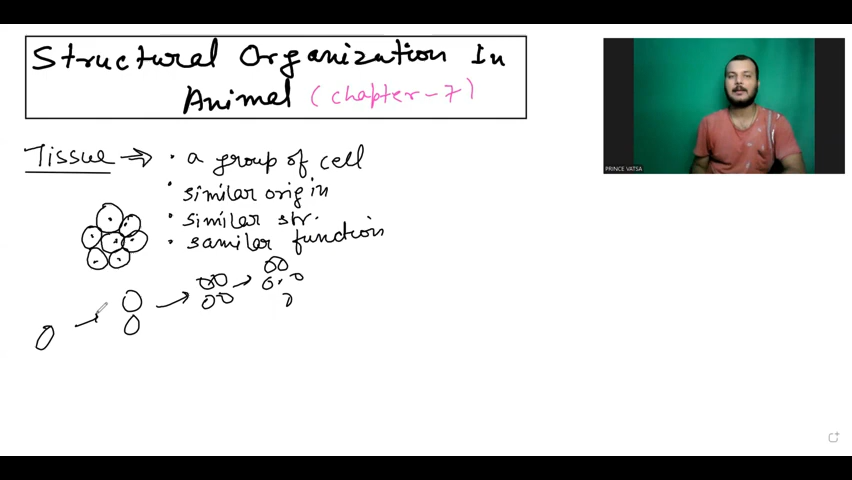 Structural Organization In
Animal (chapter-7)
Tissue ⇒ • a group of cell
• similar origin
• similar str.
• samilar function
PRINCE VATSA